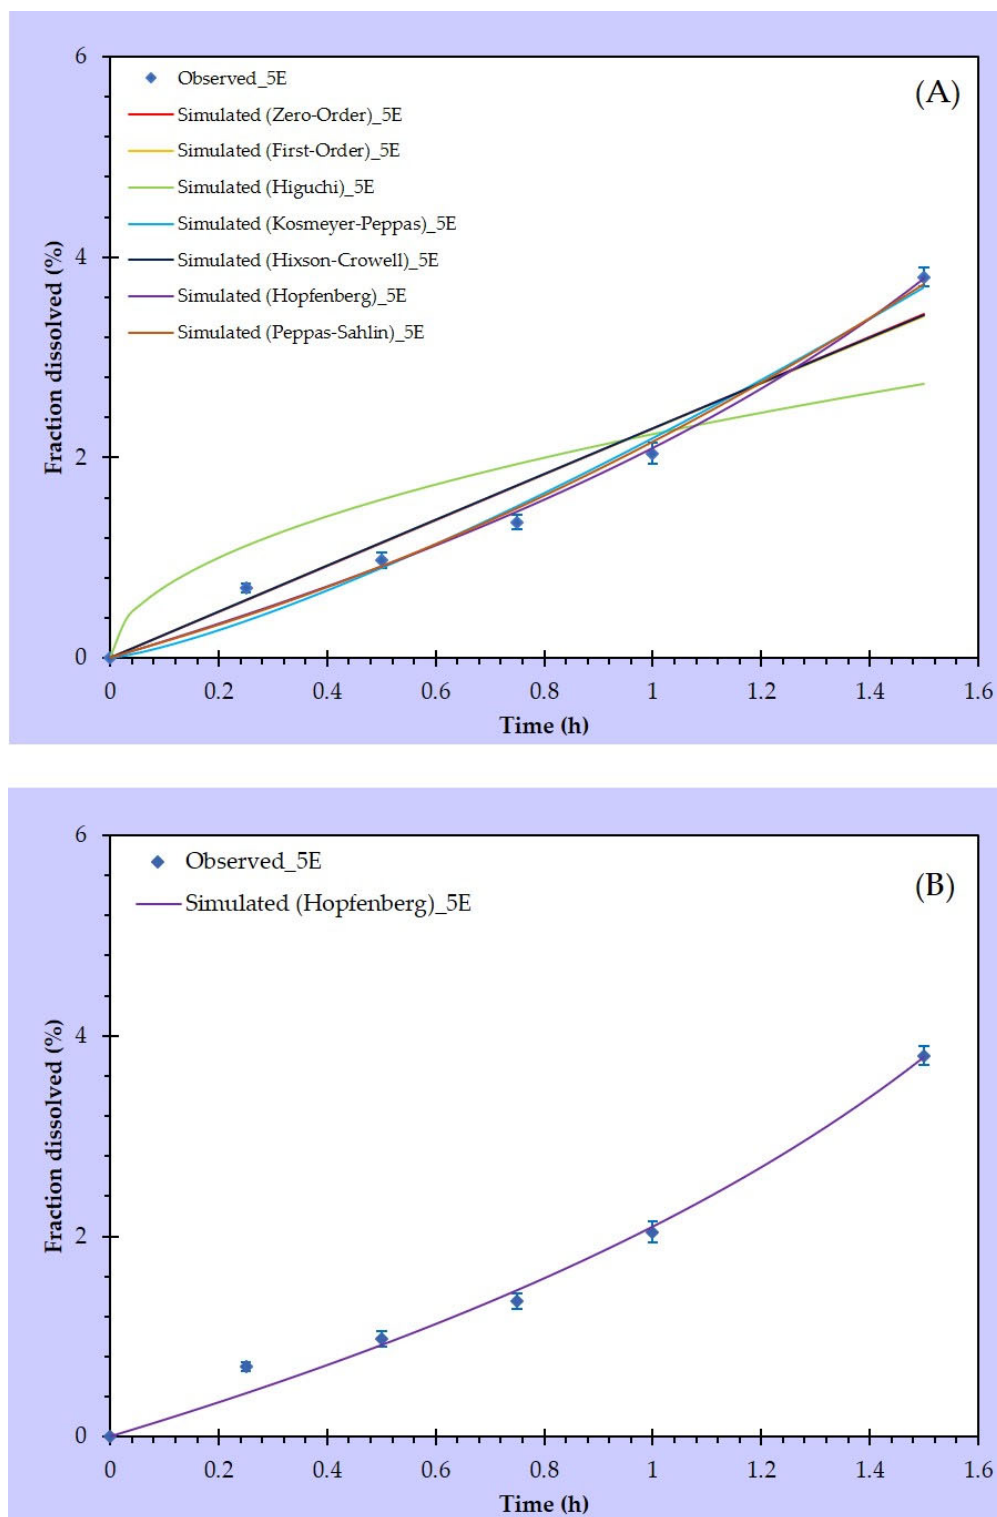 6
Observed_5E
(A)
Simulated (Zero-Order)_5E
Simulated (First-Order)_5E
Simulated (Higuchi)_5E
Simulated (Kosmeyer-Peppas)_5E
4
Simulated (Hixson-Crowell)_5E
Simulated (Hopfenberg)_5E
Simulated (Peppas-Sahlin)_5E
Fraction dissolved (%)
2
0
0 0.2 0.4 0.6 0.8 1 1.2 1.4 1.6
Time (h)
6
Observed_5E
(B)
Simulated (Hopfenberg)_5E
4
Fraction dissolved (%)
2
0
0 0.2 0.4 0.6 0.8 1 1.2 1.4 1.6
Time (h)